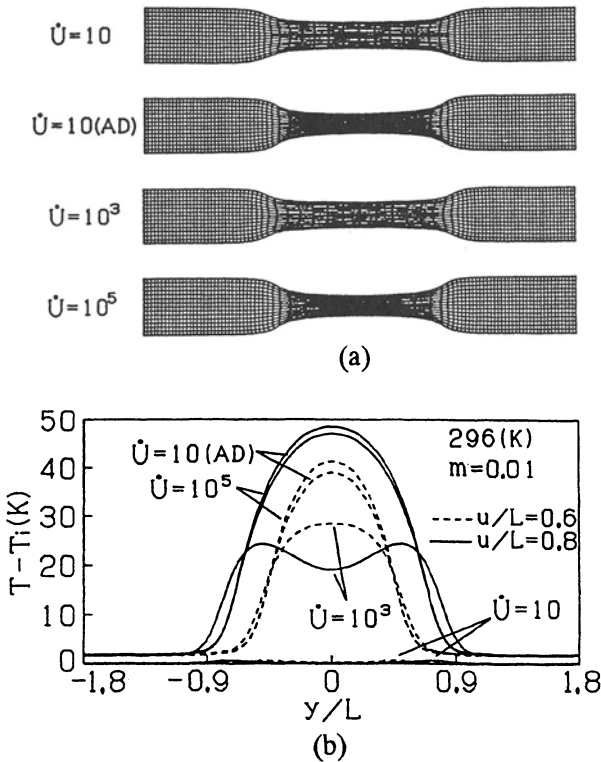 U̇=10
U̇=10(AD)
U̇=10³
U̇=10⁵
(a)
50
40
30
20
10
0
T-Ti(K)
U̇=10(AD)
U̇=10⁵
296(K)
m=0.01
u/L=0.6
u/L=0.8
U̇=10³
U̇=10
-1.8
-0.9
0
0.9
1.8
y/L
(b)